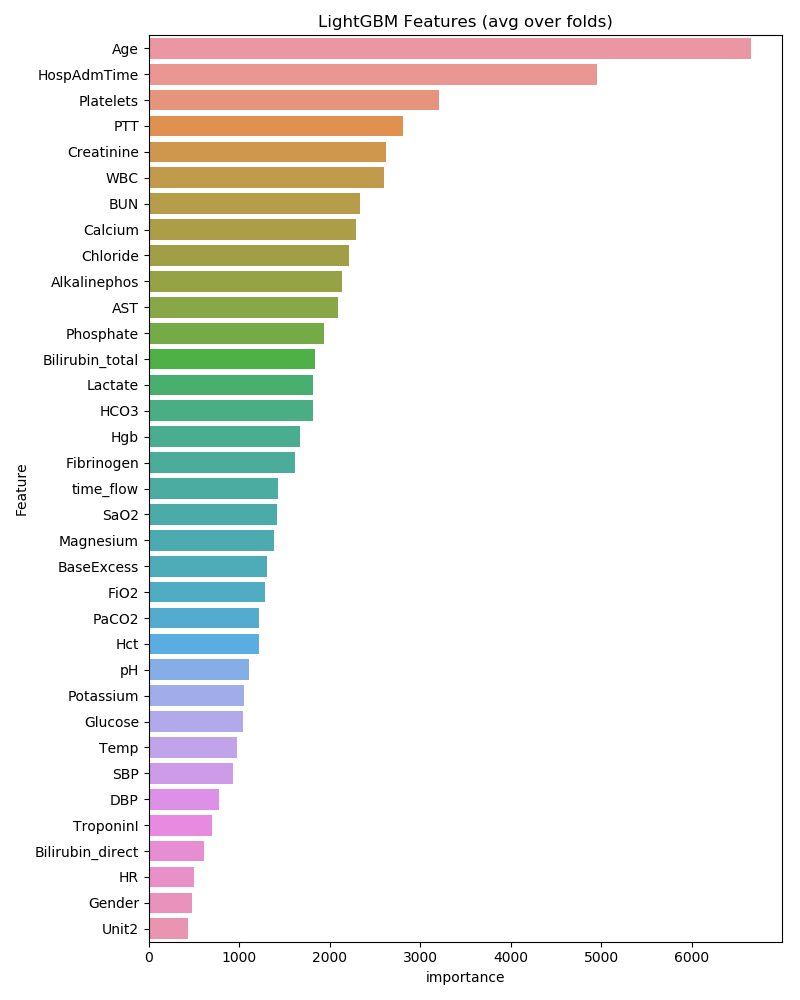 LightGBM Features (avg over folds)
Age
HospAdmTime
Platelets
PTT
Creatinine
WBC
BUN
Calcium
Chloride
Alkalinephos
AST
Phosphate
Bilirubin_total
Lactate
HCO3
Hgb
Fibrinogen
time_flow
SaO2
Magnesium
BaseExcess
FiO2
PaCO2
Hct
pH
Potassium
Glucose
Temp
SBP
DBP
TroponinI
Bilirubin_direct
HR
Gender
Unit2
Feature
0 1000 2000 3000 4000 5000 6000
importance